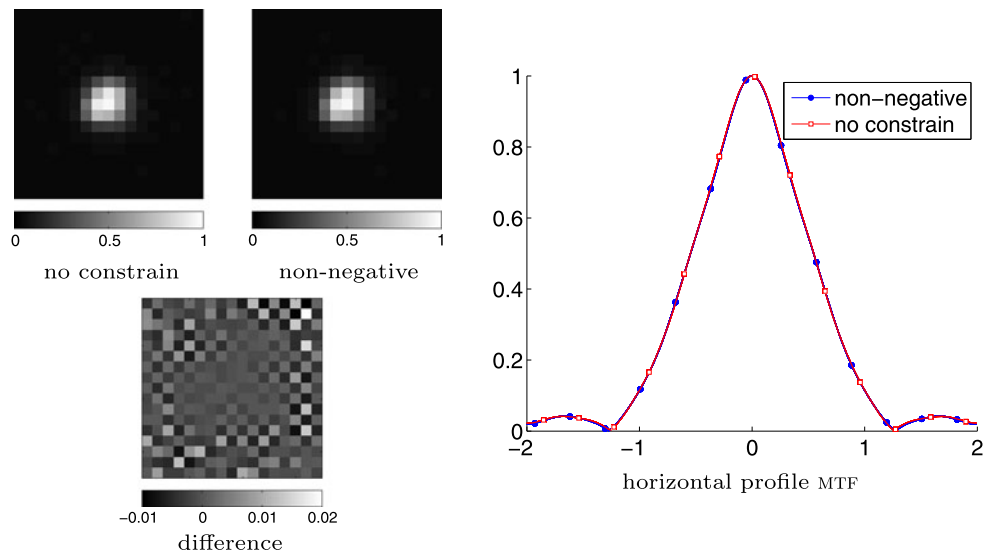 0 0.5 1
no constrain
0 0.5 1
non-negative
−0.01 0 0.01 0.02
difference
1
0.8
0.6
0.4
0.2
0
−2 −1 0 1 2
non−negative
no constrain
horizontal profile MTF